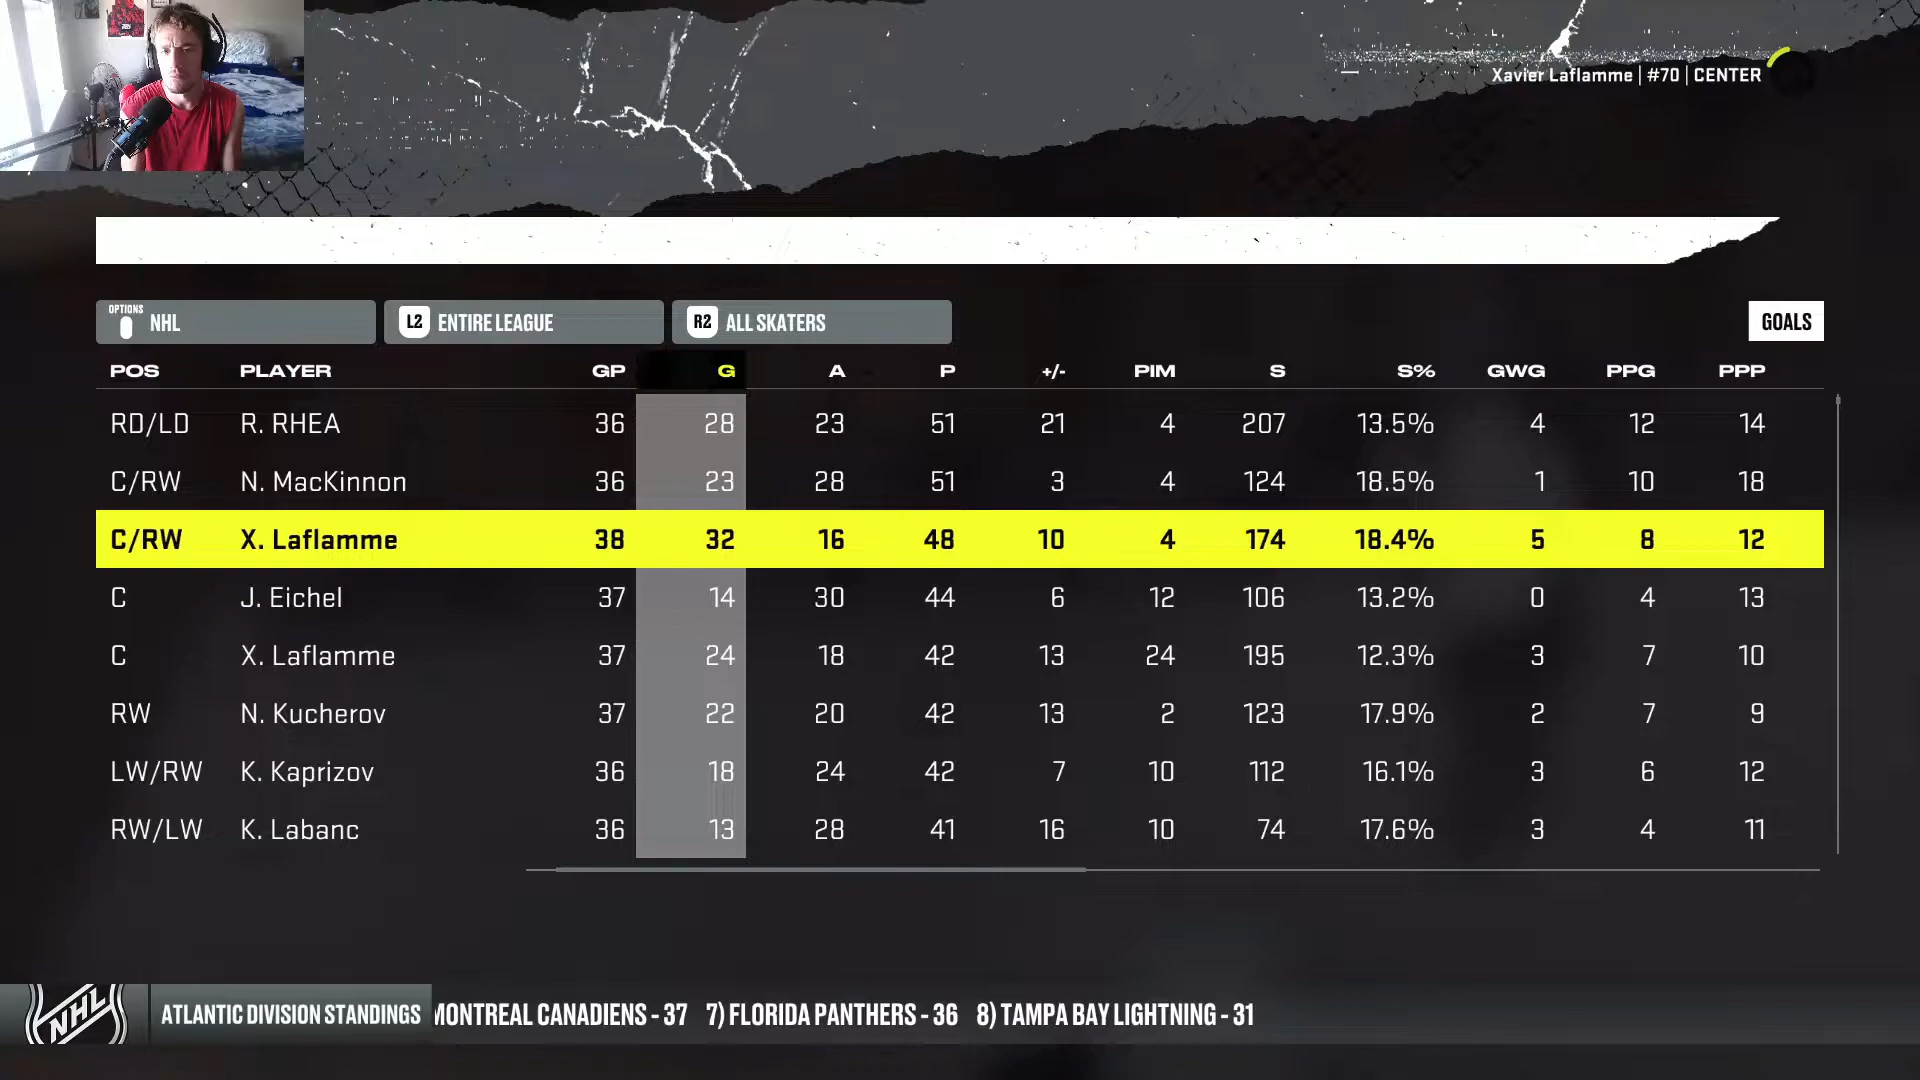 Xavier Laflamme | #70 | CENTER
OPTIONS NHL L2 ENTIRE LEAGUE R2 ALL SKATERS GOALS
POS PLAYER GP G A P +/- PIM S S% GWG PPG PPP
RD/LD R. RHEA 36 28 23 51 21 4 207 13.5% 4 12 14
C/RW N. MacKinnon 36 23 28 51 3 4 124 18.5% 1 10 18
C/RW X. Laflamme 38 32 16 48 10 4 174 18.4% 5 8 12
C J. Eichel 37 14 30 44 6 12 106 13.2% 0 4 13
C X. Laflamme 37 24 18 42 13 24 195 12.3% 3 7 10
RW N. Kucherov 37 22 20 42 13 2 123 17.9% 2 7 9
LW/RW K. Kaprizov 36 18 24 42 7 10 112 16.1% 3 6 12
RW/LW K. Labanc 36 13 28 41 16 10 74 17.6% 3 4 11
NHL ATLANTIC DIVISION STANDINGS MONTREAL CANADIENS - 37 7) FLORIDA PANTHERS - 36 8) TAMPA BAY LIGHTNING - 31